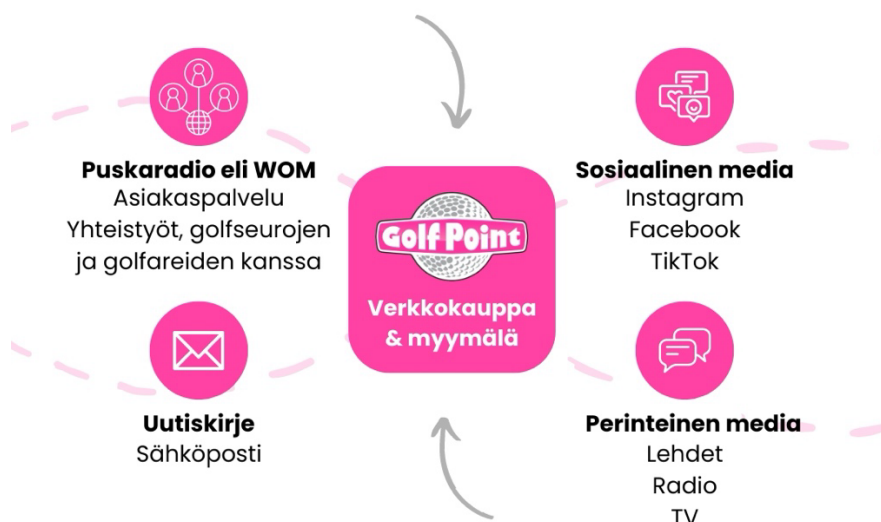 Puskaradio eli WOM
Asiakaspalvelu
Yhteistyöt, golfseurojen
ja golfareiden kanssa
Sosiaalinen media
Instagram
Facebook
TikTok
Golf Point
Verkkokauppa
& myymälä
Uutiskirje
Sähköposti
Perinteinen media
Lehdet
Radio
TV